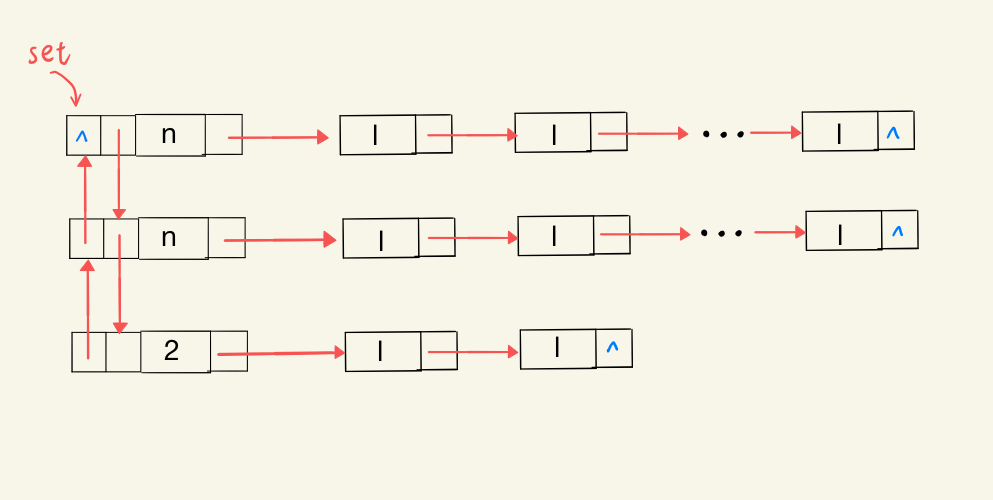 set
^ n | | ... | ^
n | | ... | ^
2 | | ^